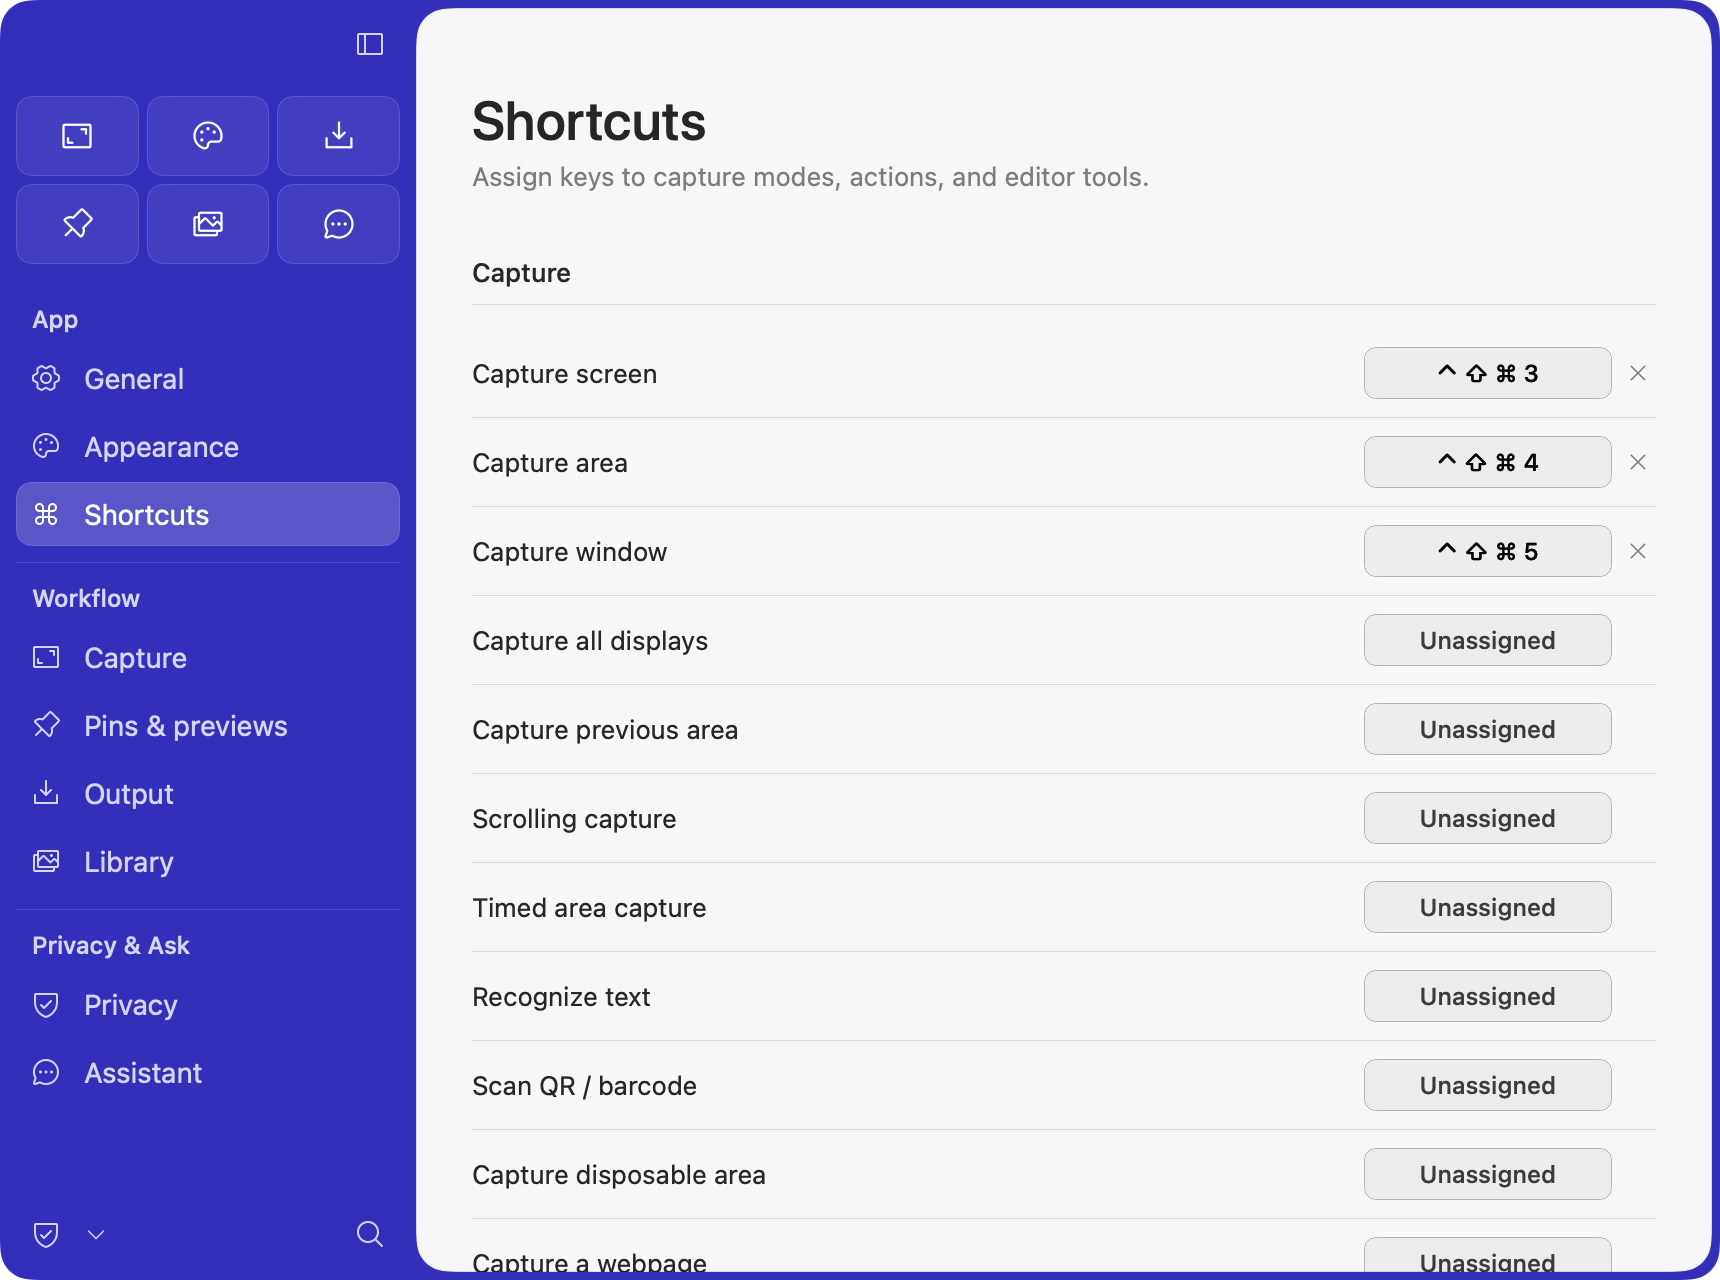 App
General
Appearance
Shortcuts
Workflow
Capture
Pins & previews
Output
Library
Privacy & Ask
Privacy
Assistant
Shortcuts
Assign keys to capture modes, actions, and editor tools.
Capture
Capture screen ⌃⇧⌘3
Capture area ⌃⇧⌘4
Capture window ⌃⇧⌘5
Capture all displays Unassigned
Capture previous area Unassigned
Scrolling capture Unassigned
Timed area capture Unassigned
Recognize text Unassigned
Scan QR / barcode Unassigned
Capture disposable area Unassigned
Capture a webpage Unassigned